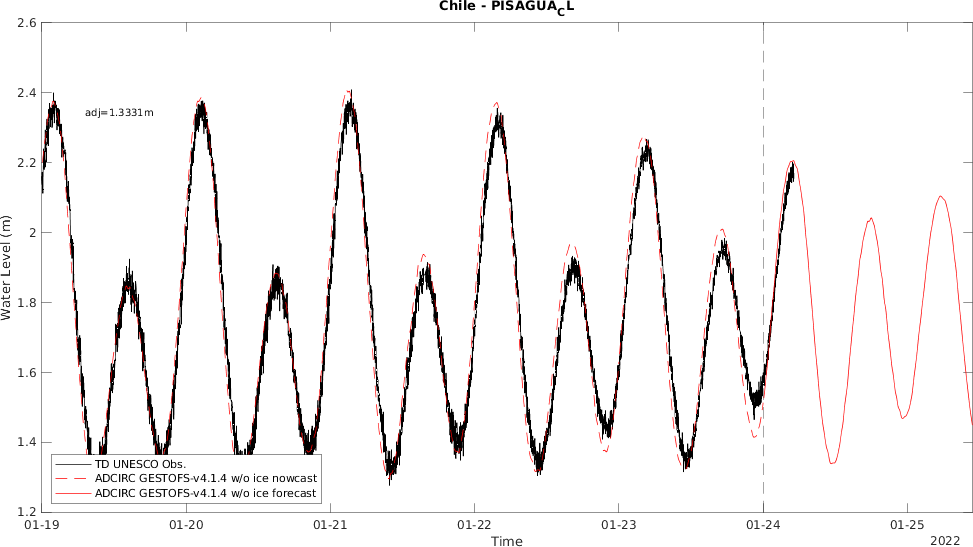 Chile - PISAGUA_CL
2.6
2.4
adj=1.3331m
2.2
2
Water Level (m)
1.8
1.6
1.4
TD UNESCO Obs.
ADCIRC GESTOFS-v4.1.4 w/o ice nowcast
ADCIRC GESTOFS-v4.1.4 w/o ice forecast
1.2
01-19 01-20 01-21 01-22 01-23 01-24 01-25
Time
2022